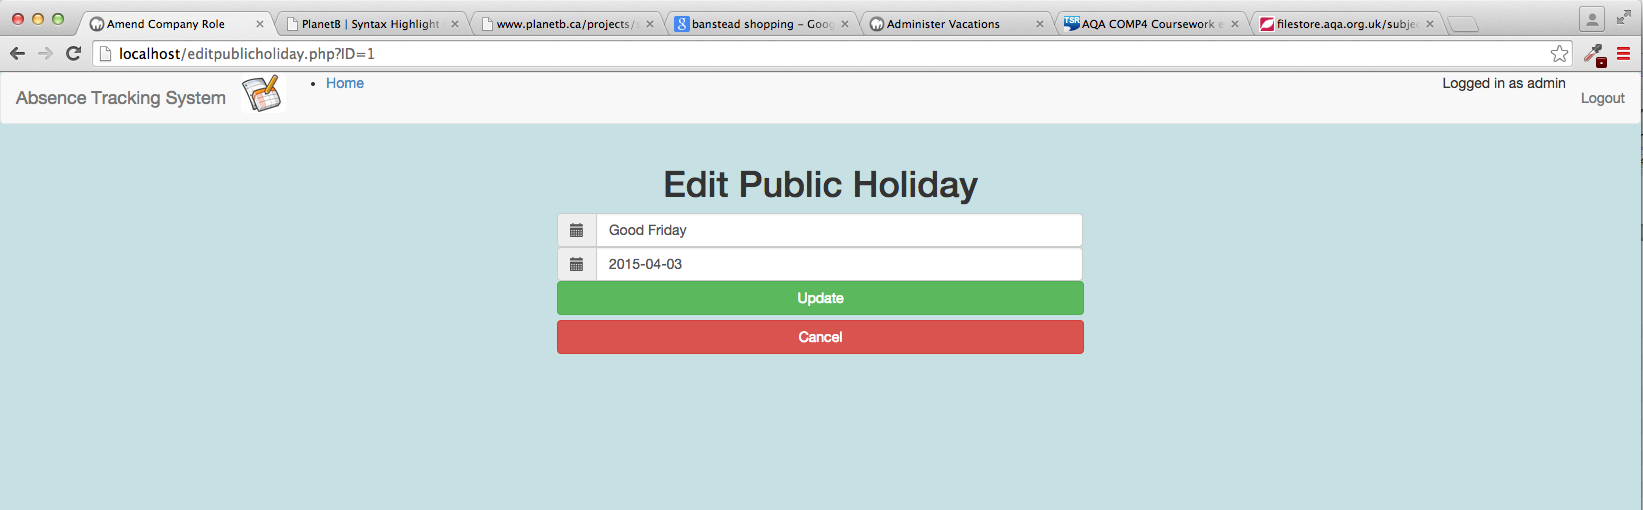 Amend Company Role
PlanetB | Syntax Highlight
www.planetb.ca/projects/s
banstead shopping – Goog
Administer Vacations
AQA COMP4 Coursework e
filestore.aqa.org.uk/subje
localhost/editpublicholiday.php?ID=1
Absence Tracking System
• Home
Logged in as admin
Logout
Edit Public Holiday
Good Friday
2015-04-03
Update
Cancel